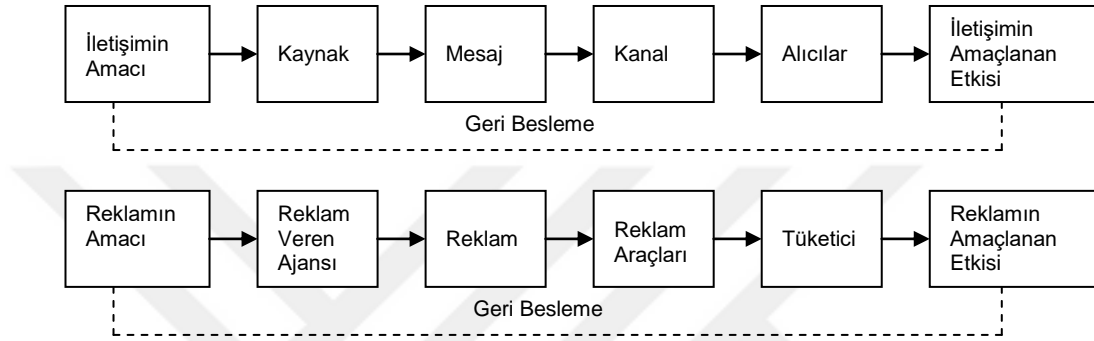 İletişimin
Amacı
Kaynak
Mesaj
Kanal
Alıcılar
İletişimin
Amaçlanan
Etkisi
Geri Besleme
Reklamın
Amacı
Reklam
Veren
Ajansı
Reklam
Reklam
Araçları
Tüketici
Reklamın
Amaçlanan
Etkisi
Geri Besleme